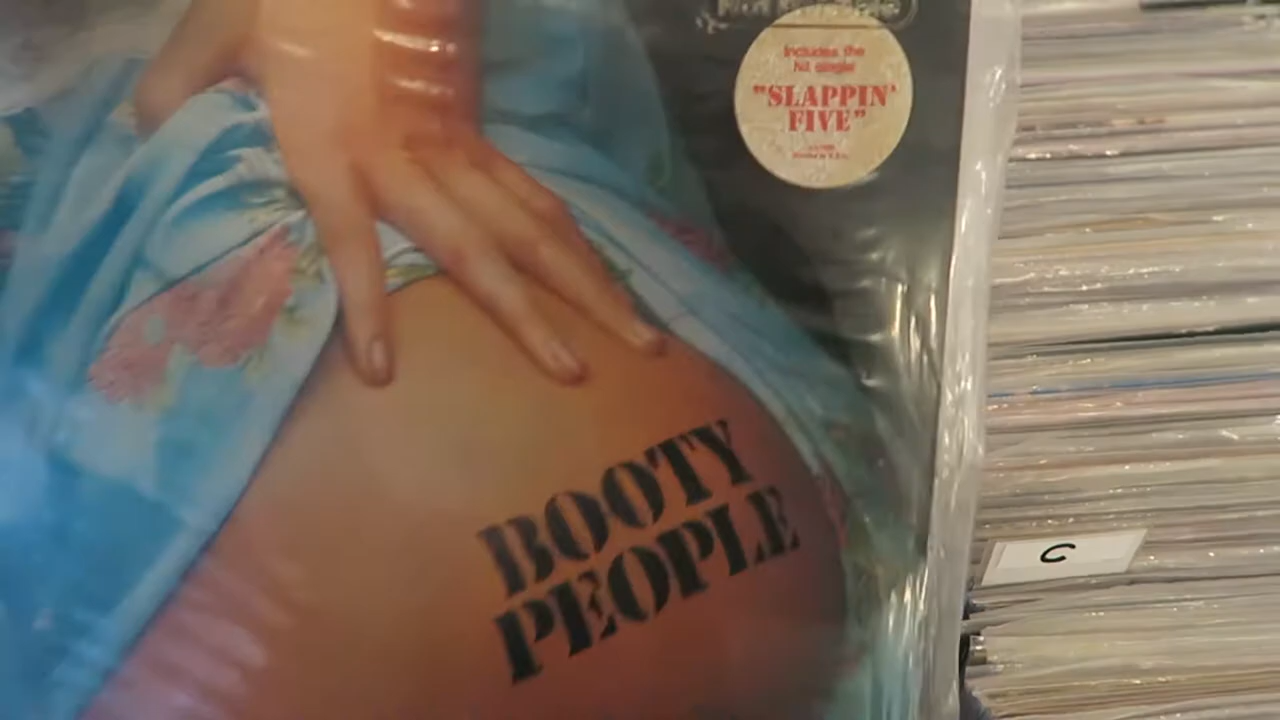 Includes the
hit single
"SLAPPIN'
FIVE"
BOOTY
PEOPLE
C